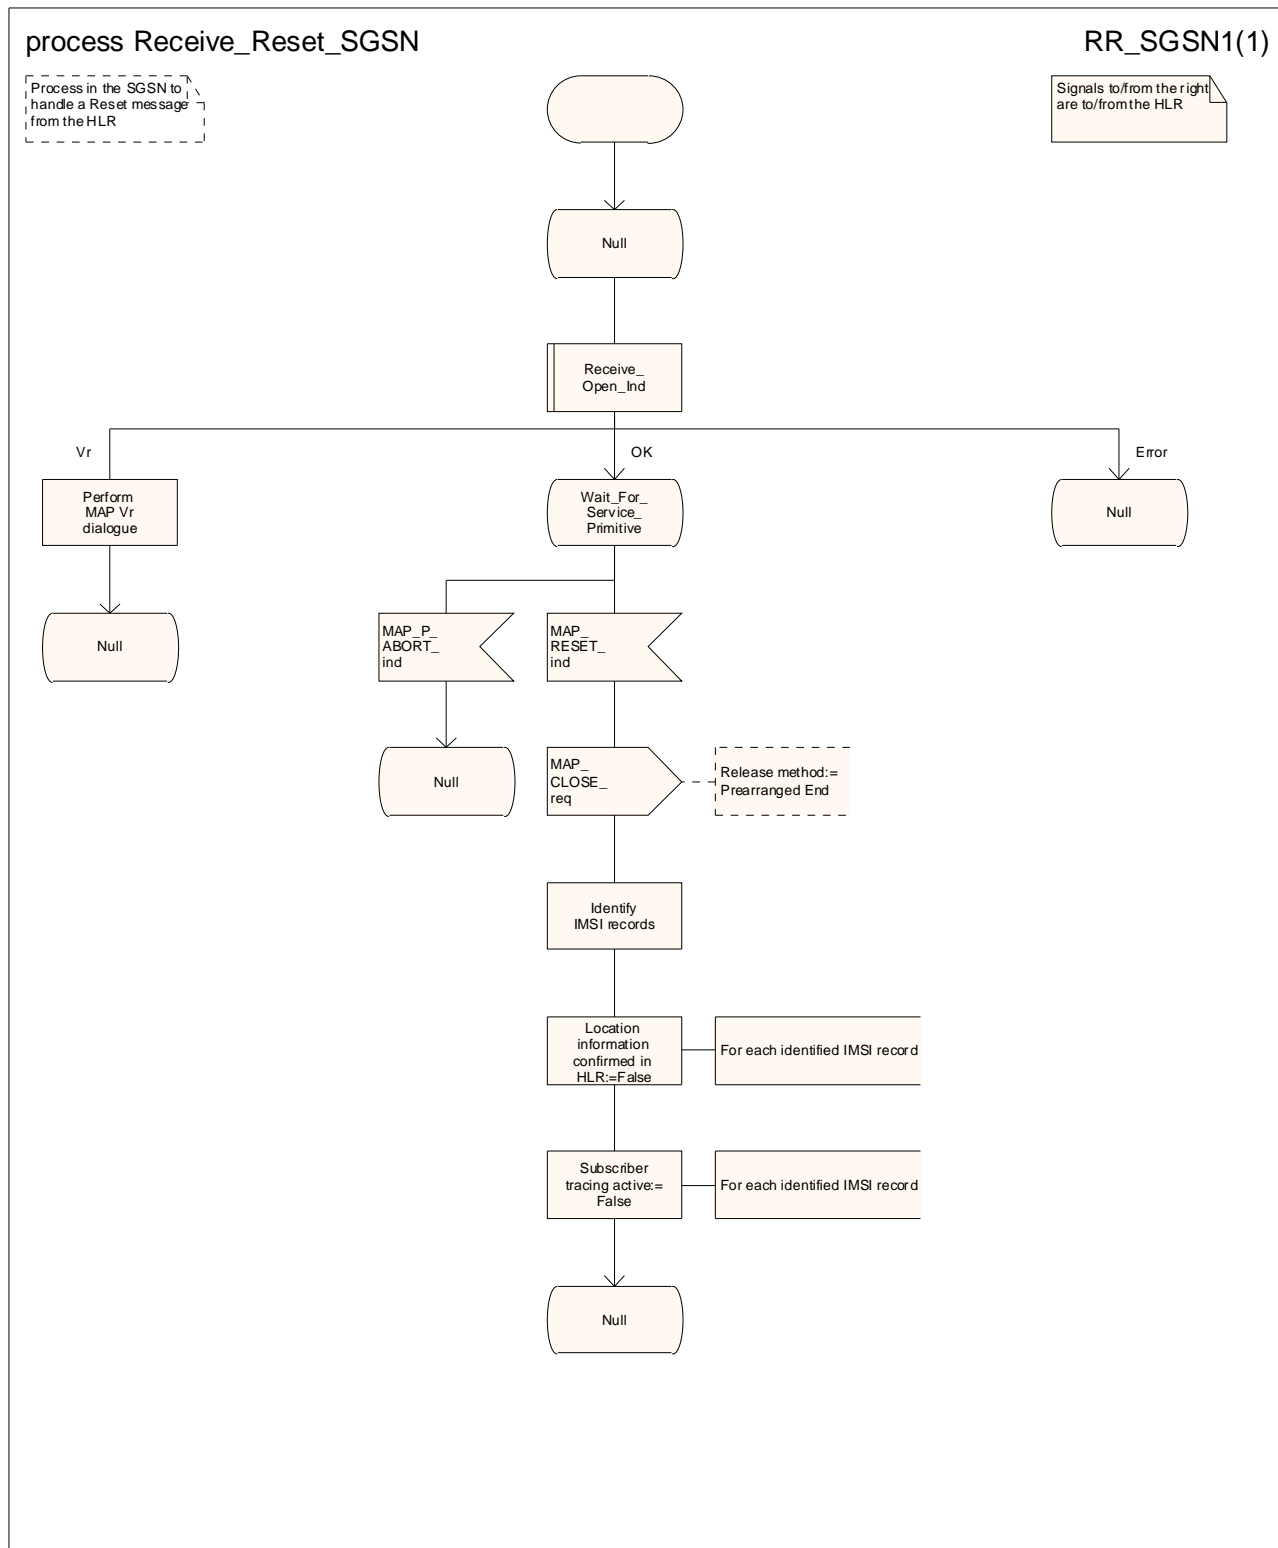 process Receive_Reset_SGSN
RR_SGSN1(1)
Process in the SGSN to
handle a Reset message
from the HLR
Signals to/from the right
are to/from the HLR
Null
Receive_
Open_Ind
Vr
OK
Error
Perform
MAP Vr
dialogue
Wait_For_
Service_
Primitive
Null
Null
MAP_P_
ABORT_
ind
MAP_
RESET_
ind
Null
MAP_
CLOSE_
req
Release method:=
Prearranged End
Identify
IMSI records
Location
information
confirmed in
HLR:=False
For each identified IMSI record
Subscriber
tracing active:=
False
For each identified IMSI record
Null